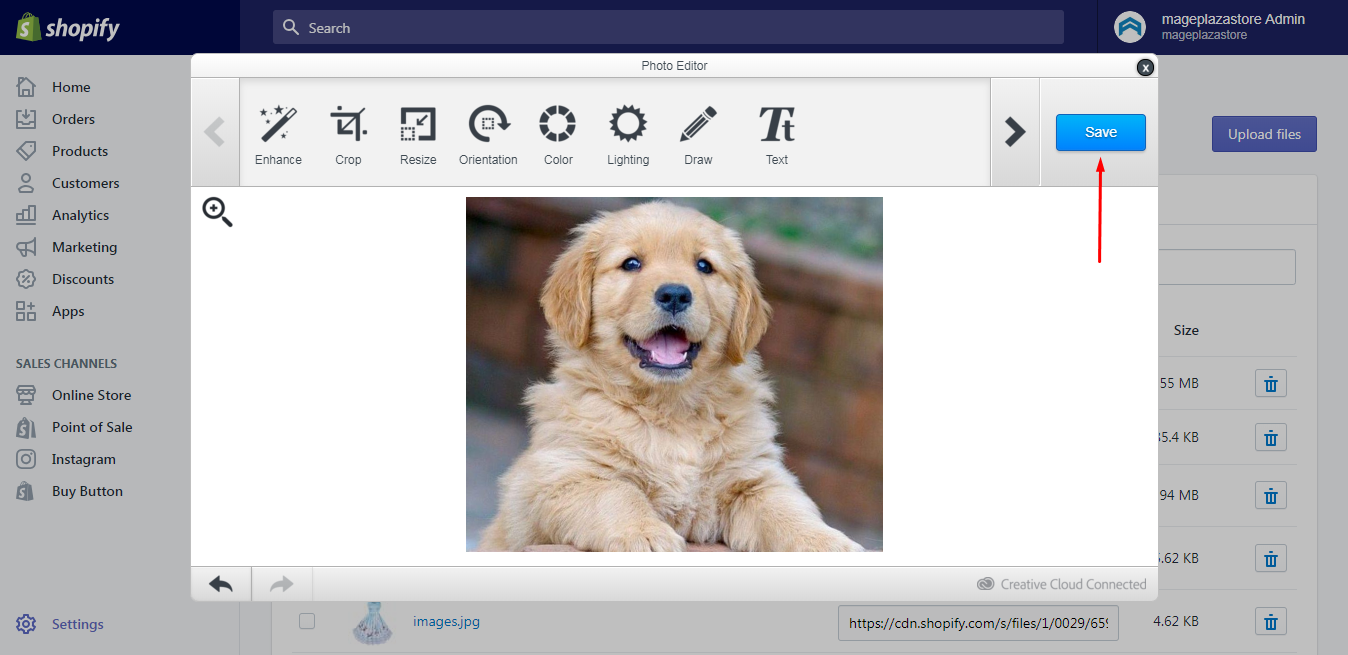 shopify
Search
mageplazastore Admin
mageplazastore
Photo Editor
x
Home
Orders
Products
Customers
Analytics
Marketing
Discounts
Apps
SALES CHANNELS
Online Store
Point of Sale
Instagram
Buy Button
Settings
Enhance
Crop
Resize
Orientation
Color
Lighting
Draw
Tt
Text
Save
Upload files
Size
55 MB
5.4 KB
94 MB
.62 KB
Creative Cloud Connected
images.jpg
https://cdn.shopify.com/s/files/1/0029/659
4.62 KB